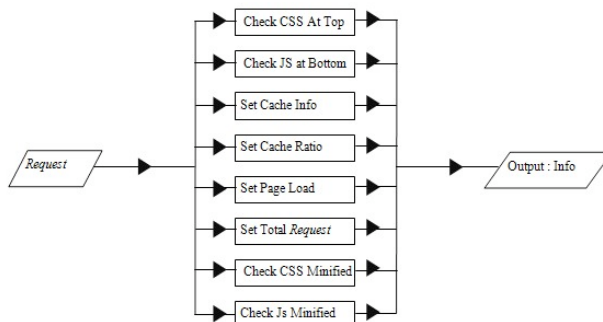 Check CSS At Top
Check JS at Bottom
Set Cache Info
Set Cache Ratio
Request
Output : Info
Set Page Load
Set Total Request
Check CSS Minified
Check Js Minified